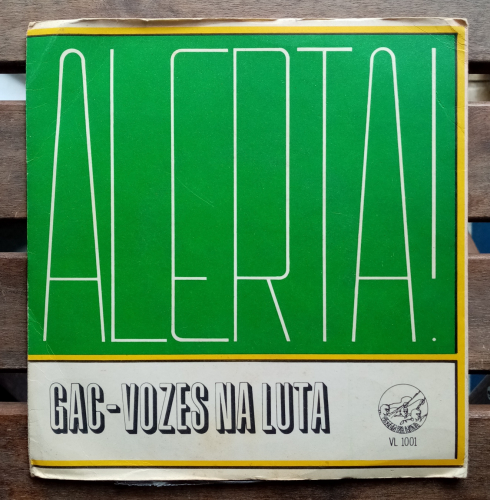 ALERTA!
GAC-VOZES NA LUTA
VL 1001